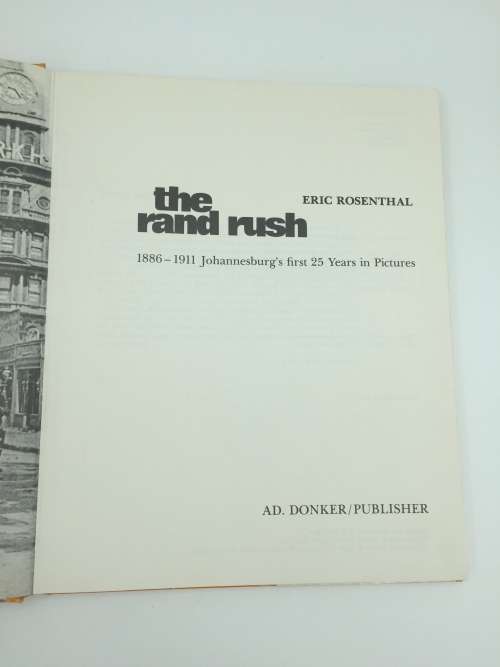 the
rand rush
ERIC ROSENTHAL
1886–1911 Johannesburg's first 25 Years in Pictures
AD. DONKER/PUBLISHER